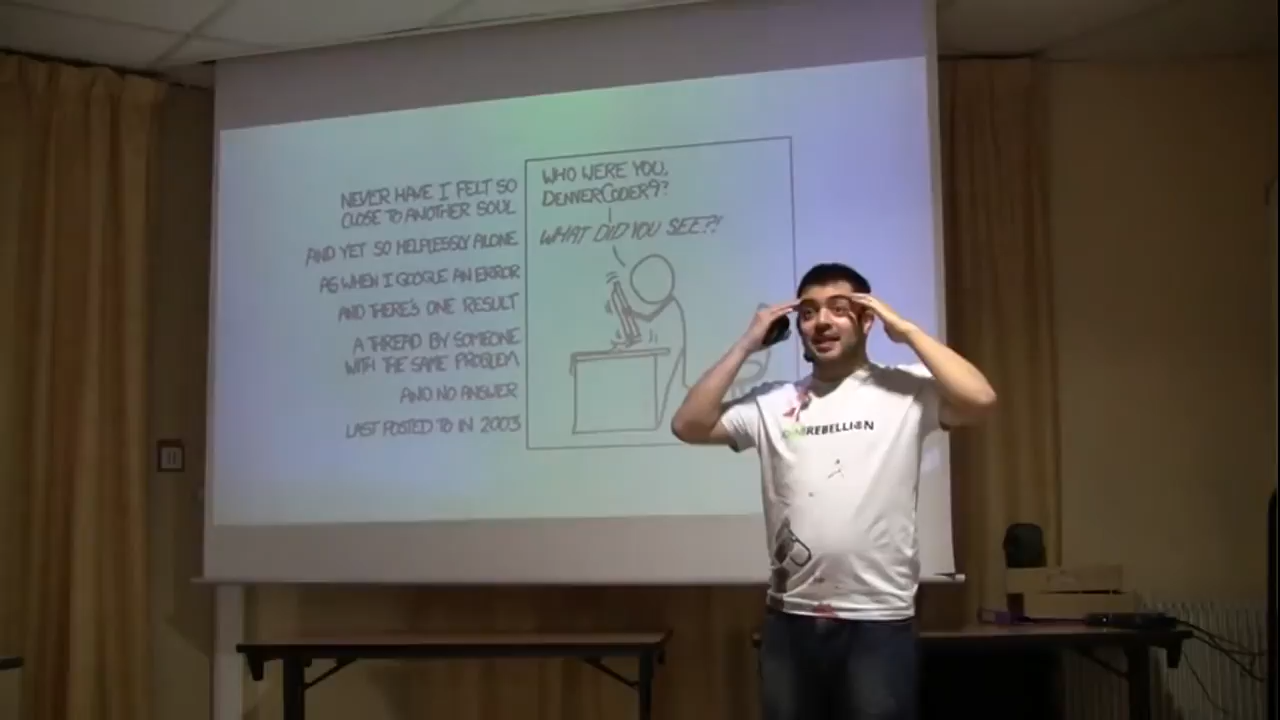 NEVER HAVE I FELT SO
CLOSE TO ANOTHER SOUL
AND YET SO HELPLESSLY ALONE
AS WHEN I GOOGLE AN ERROR
AND THERE'S ONE RESULT
A THREAD BY SOMEONE
WITH THE SAME PROBLEM
AND NO ANSWER
LAST POSTED TO IN 2003
WHO WERE YOU,
DENVERCODER9?
WHAT DID YOU SEE?!
REBELLION